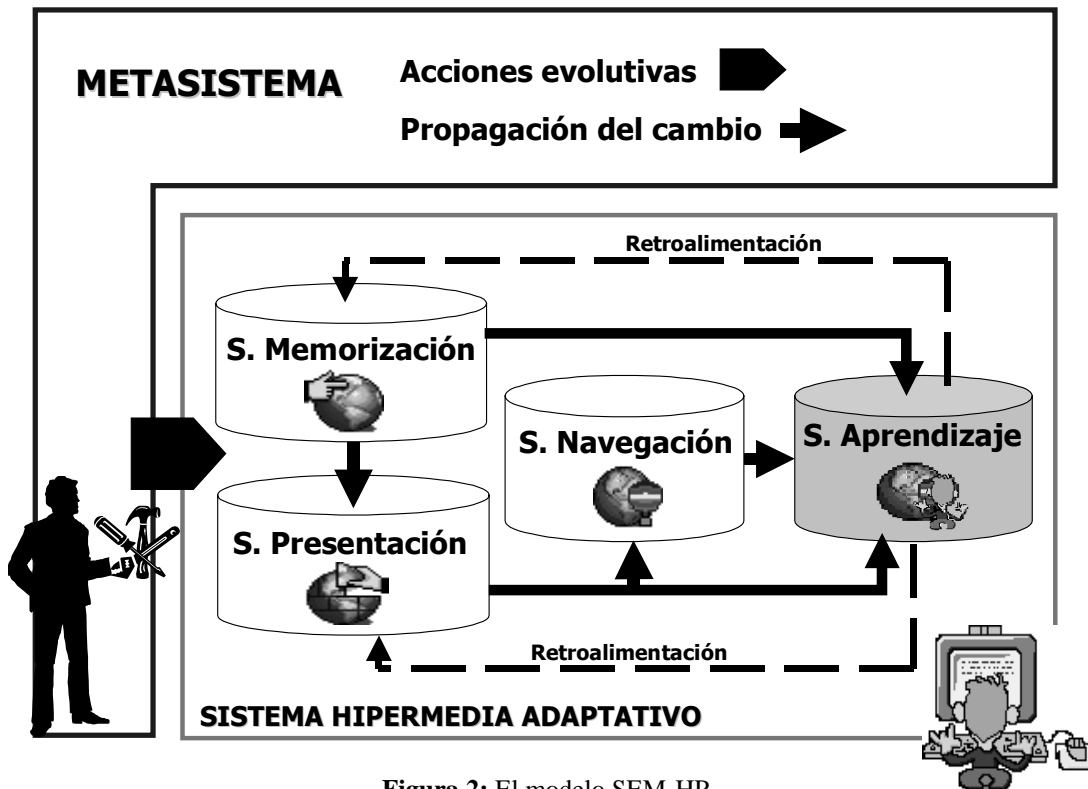 METASISTEMA
Acciones evolutivas
Propagación del cambio
Retroalimentación
S. Memorización
S. Navegación
S. Aprendizaje
S. Presentación
Retroalimentación
SISTEMA HIPERMEDIA ADAPTATIVO
Figura 2: El modelo SEM-HP